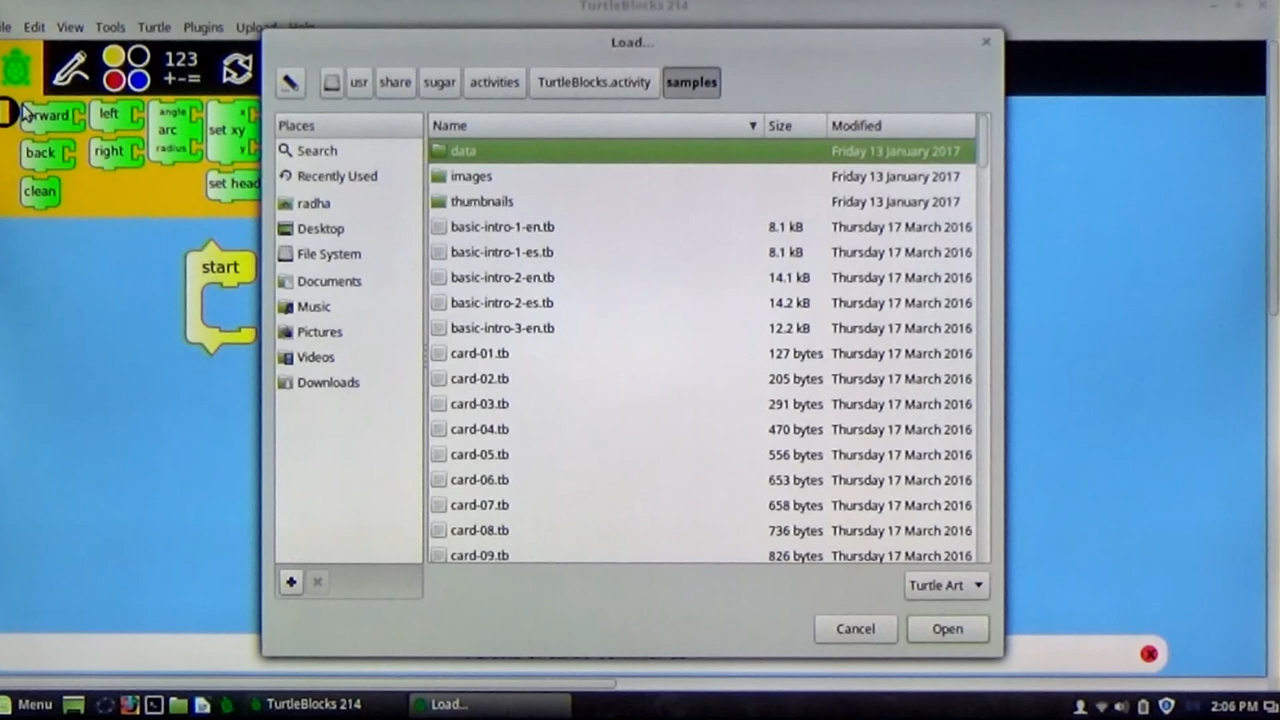 TurtleBlocks 214
Edit View Tools Turtle Plugins
Load...
123
+-=
usr share sugar activities TurtleBlocks.activity samples
left
angle
arc
radius
x
set xy
y
back
right
clean
start
Places
Search
Recently Used
radha
Desktop
File System
Documents
Music
Pictures
Videos
Downloads
Name Size Modified
data Friday 13 January 2017
images Friday 13 January 2017
thumbnails Friday 13 January 2017
basic-intro-1-en.tb 8.1 kB Thursday 17 March 2016
basic-intro-1-es.tb 8.1 kB Thursday 17 March 2016
basic-intro-2-en.tb 14.1 kB Thursday 17 March 2016
basic-intro-2-es.tb 14.2 kB Thursday 17 March 2016
basic-intro-3-en.tb 12.2 kB Thursday 17 March 2016
card-01.tb 127 bytes Thursday 17 March 2016
card-02.tb 205 bytes Thursday 17 March 2016
card-03.tb 291 bytes Thursday 17 March 2016
card-04.tb 470 bytes Thursday 17 March 2016
card-05.tb 556 bytes Thursday 17 March 2016
card-06.tb 653 bytes Thursday 17 March 2016
card-07.tb 658 bytes Thursday 17 March 2016
card-08.tb 736 bytes Thursday 17 March 2016
card-09.tb 826 bytes Thursday 17 March 2016
Turtle Art
Cancel Open
Menu TurtleBlocks 214 Load... 2:06 PM